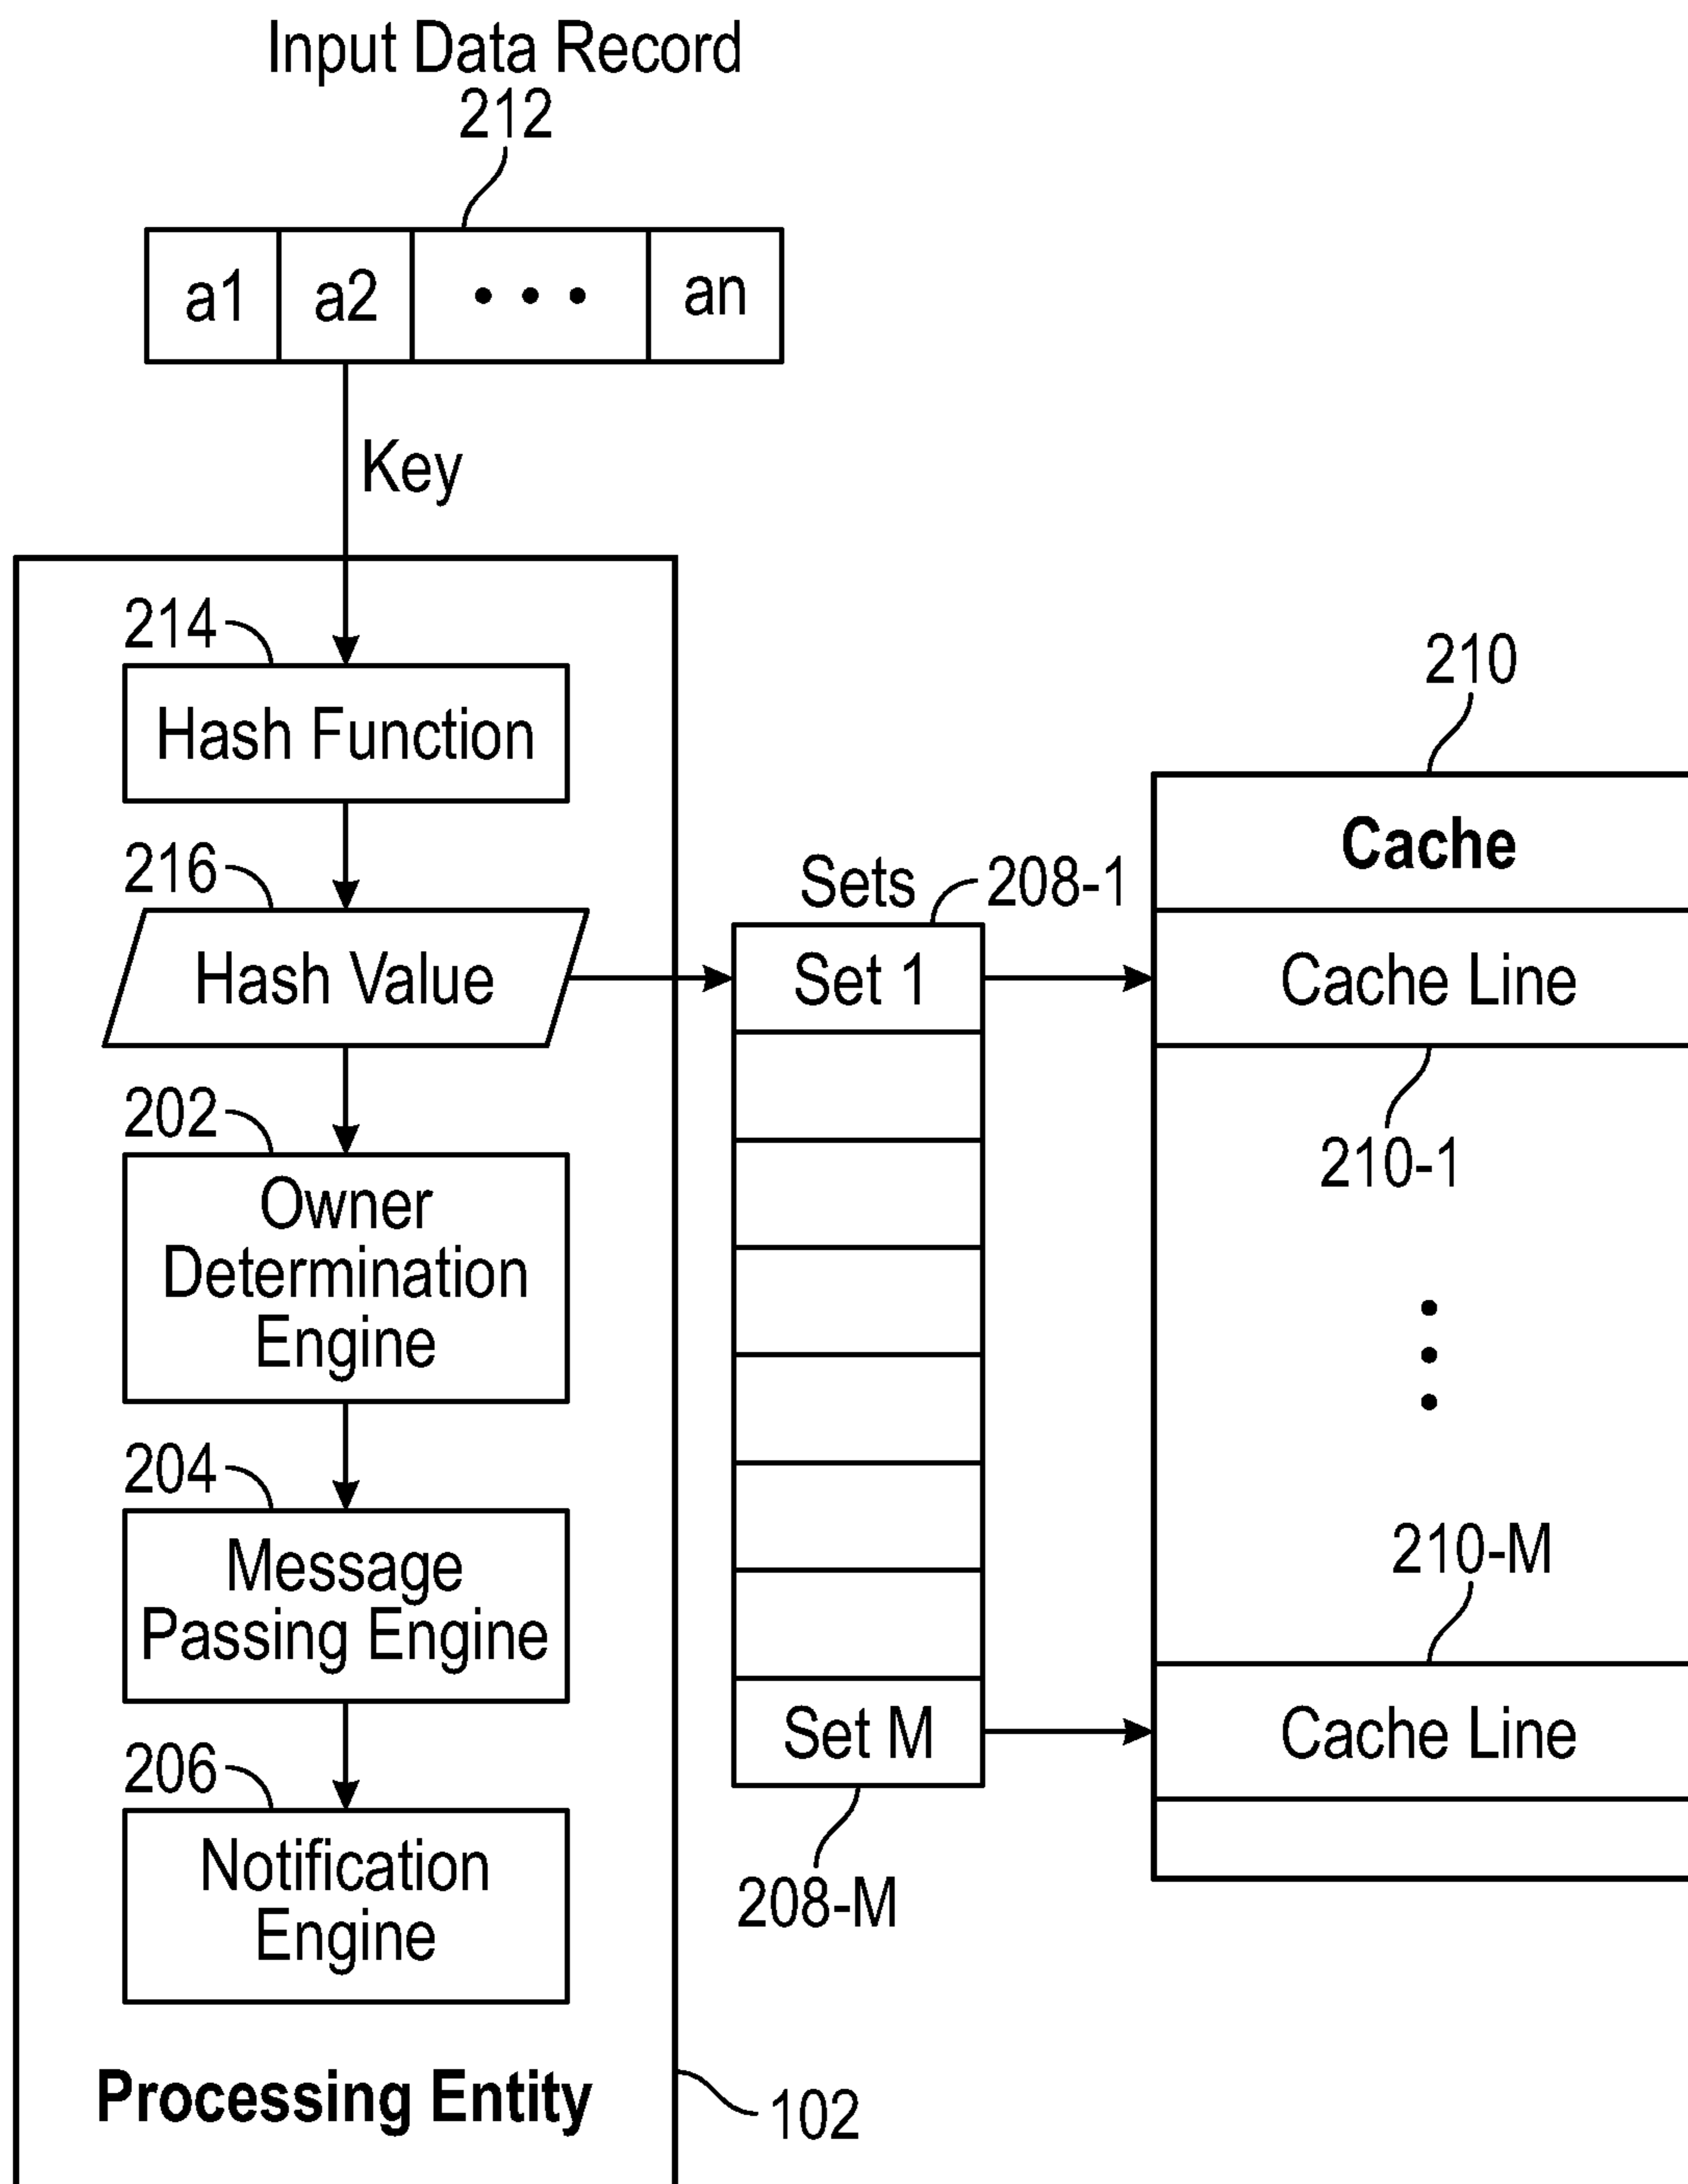 Input Data Record
212
a1 a2 • • • an
Key
214
Hash Function
216
Hash Value
202
Owner
Determination
Engine
204
Message
Passing Engine
206
Notification
Engine
Processing Entity
102
Sets
208-1
Set 1
Set M
208-M
210
Cache
Cache Line
210-1
210-M
Cache Line